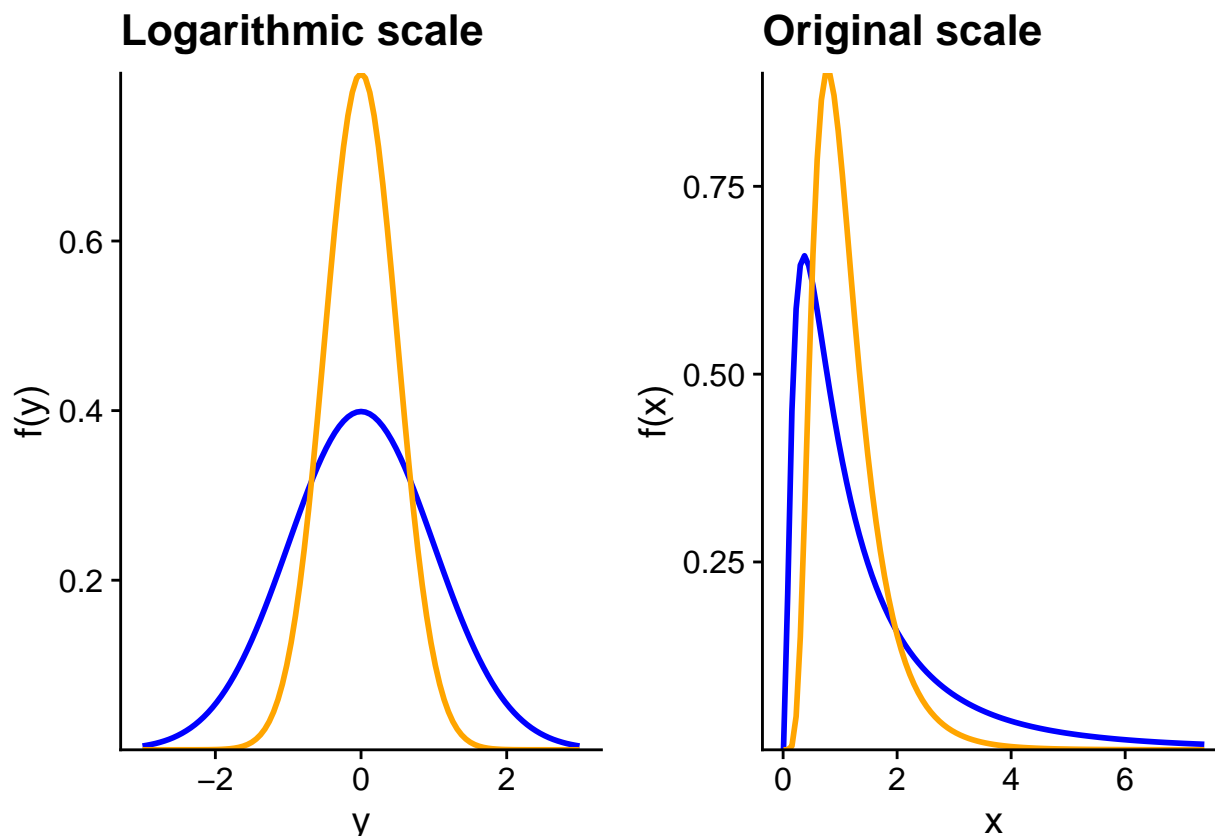 Logarithmic scale
f(y)
0.6
0.4
0.2
−2 0 2
y
Original scale
f(x)
0.75
0.50
0.25
0 2 4 6
x